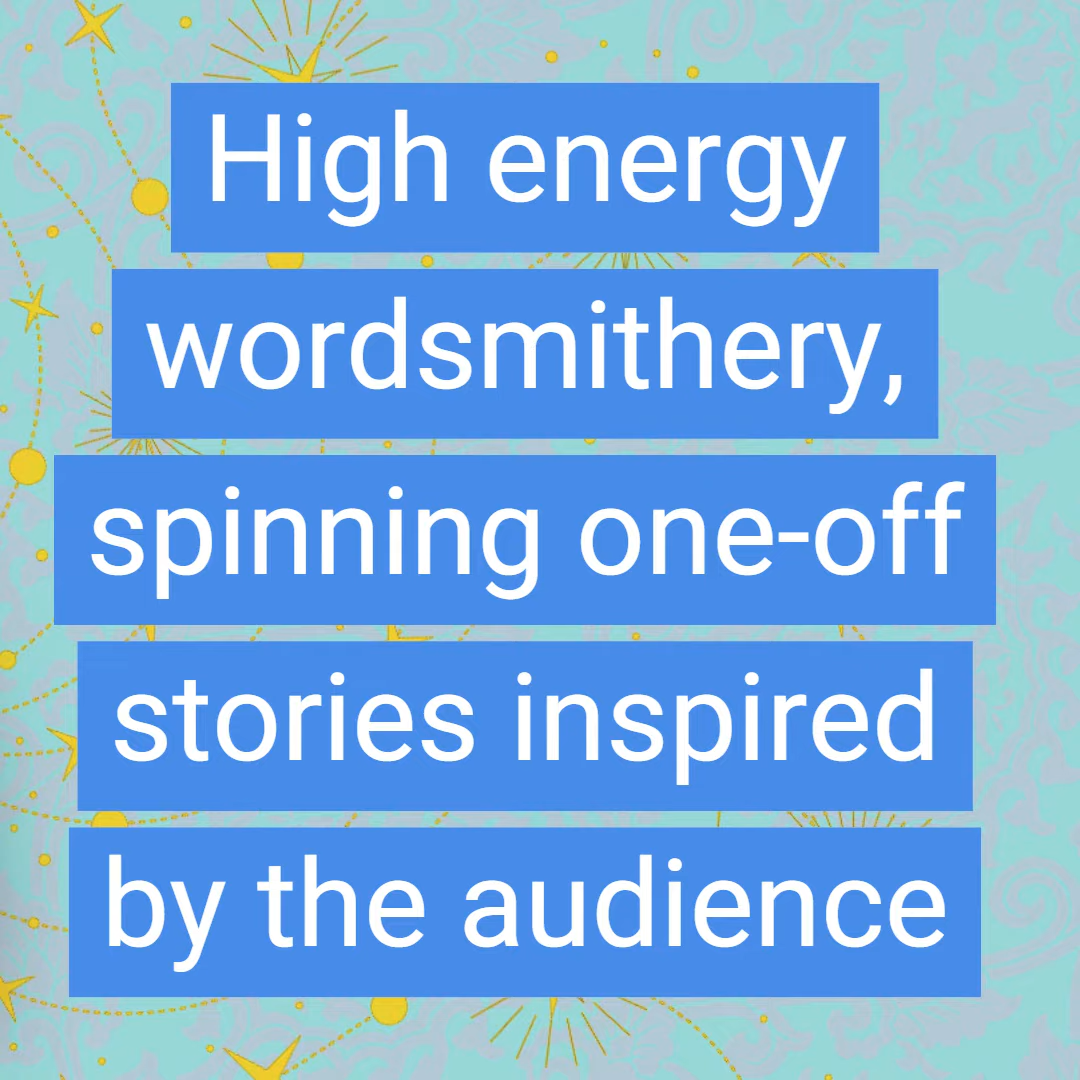 High energy
wordsmithery,
spinning one-off
stories inspired
by the audience